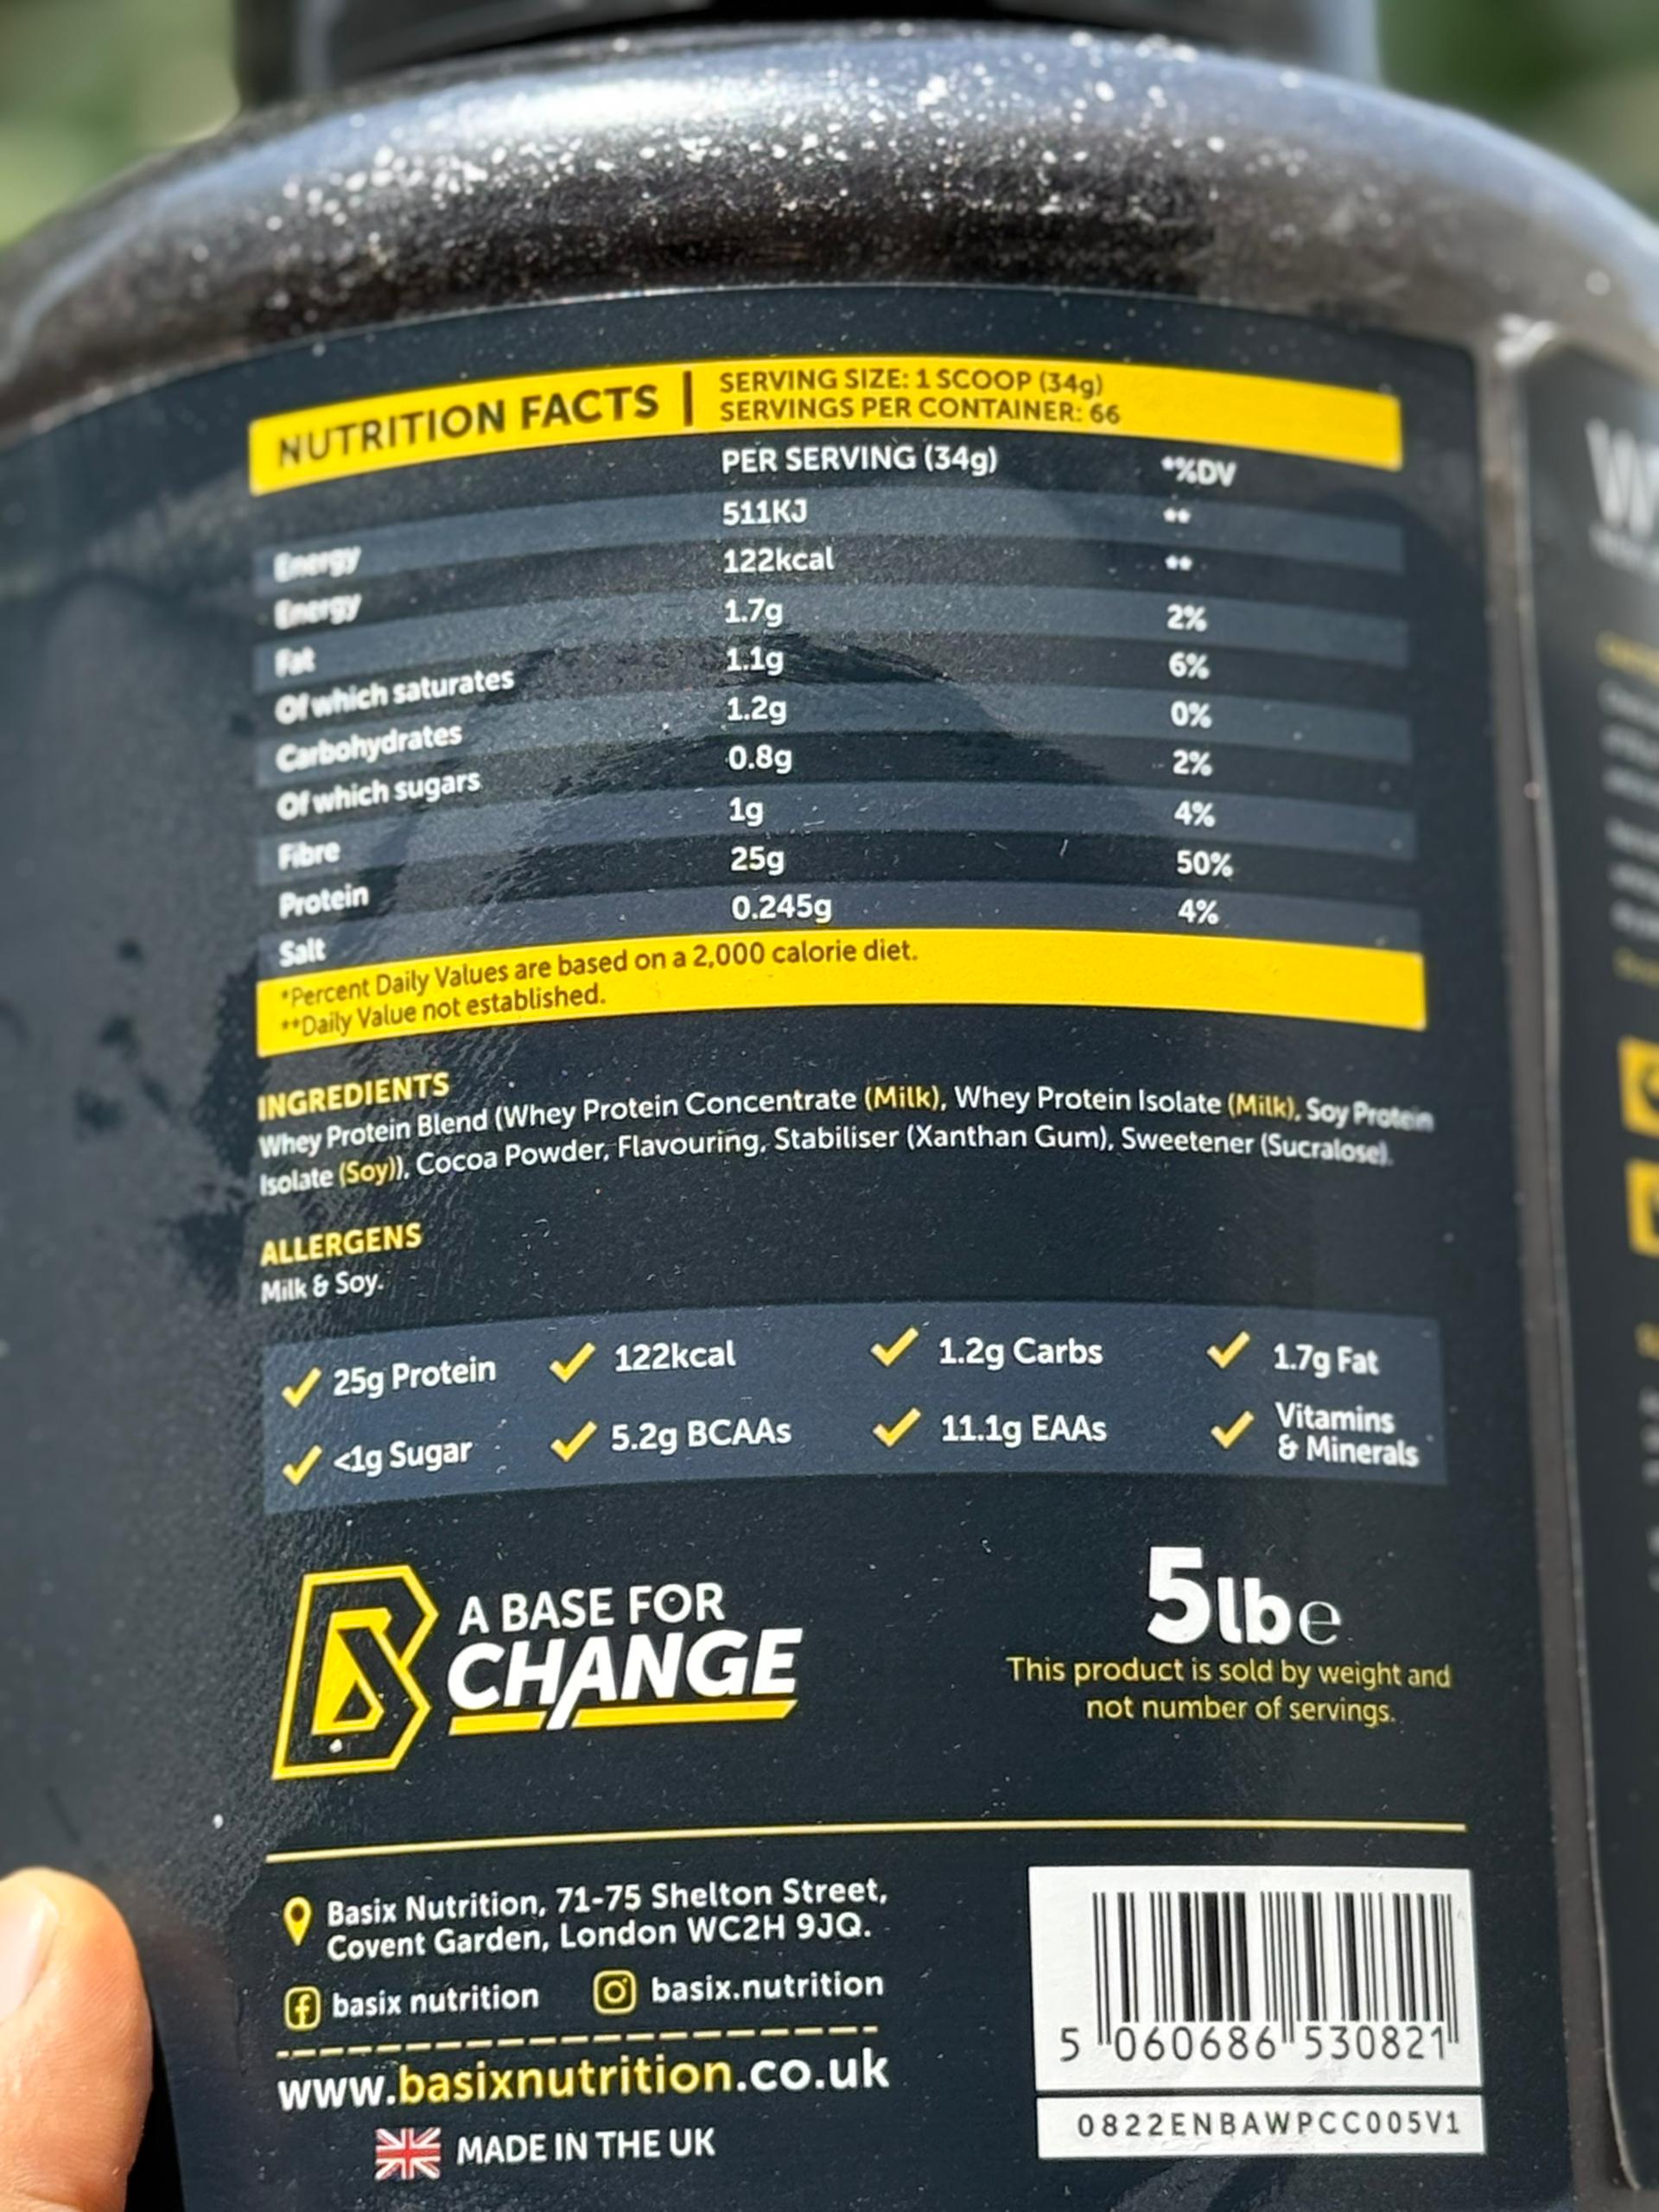 NUTRITION FACTS | SERVING SIZE: 1 SCOOP (34g)
SERVINGS PER CONTAINER: 66
PER SERVING (34g) *%DV
Energy 511KJ **
Energy 122kcal **
Fat 1.7g 2%
Of which saturates 1.1g 6%
Carbohydrates 1.2g 0%
Of which sugars 0.8g 2%
Fibre 1g 4%
Protein 25g 50%
Salt 0.245g 4%
*Percent Daily Values are based on a 2,000 calorie diet.
**Daily Value not established.
INGREDIENTS
Whey Protein Blend (Whey Protein Concentrate (Milk), Whey Protein Isolate (Milk), Soy Protein
Isolate (Soy)), Cocoa Powder, Flavouring, Stabiliser (Xanthan Gum), Sweetener (Sucralose).
ALLERGENS
Milk & Soy.
25g Protein 122kcal 1.2g Carbs 1.7g Fat
<1g Sugar 5.2g BCAAs 11.1g EAAs Vitamins
& Minerals
A BASE FOR
CHANGE
5lbe
This product is sold by weight and
not number of servings.
Basix Nutrition, 71-75 Shelton Street,
Covent Garden, London WC2H 9JQ.
basix nutrition basix.nutrition
www.basixnutrition.co.uk
MADE IN THE UK
5 060686 530821
0822ENBAWPCC005V1